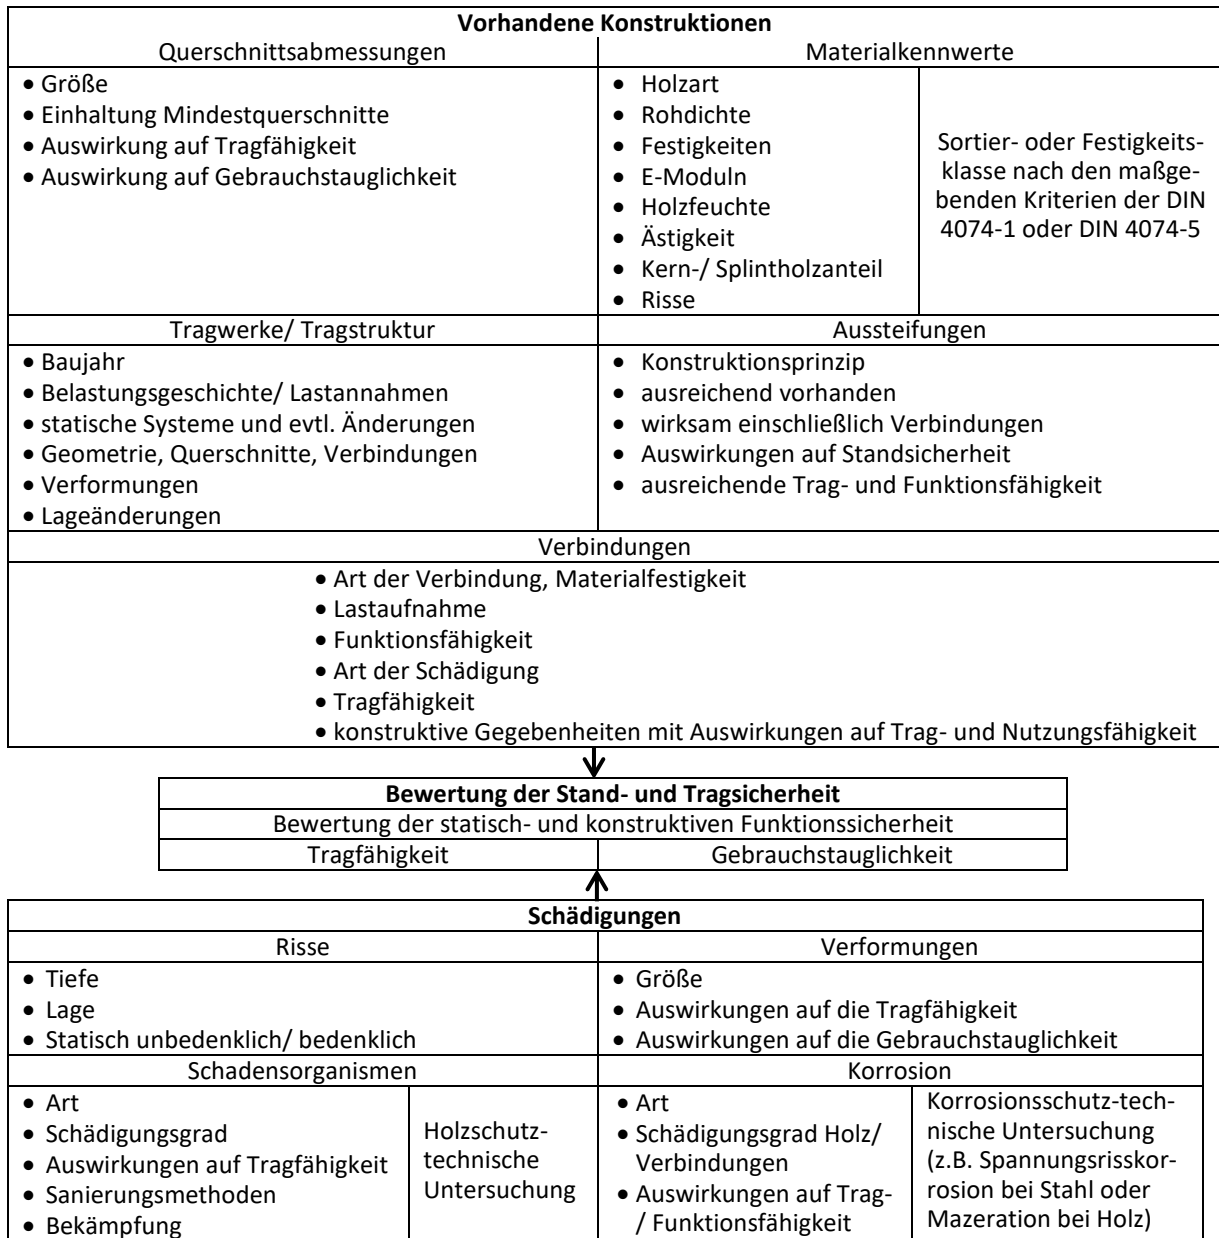 Vorhandene Konstruktionen
Querschnittsabmessungen
• Größe
• Einhaltung Mindestquerschnitte
• Auswirkung auf Tragfähigkeit
• Auswirkung auf Gebrauchstauglichkeit
Materialkennwerte
• Holzart
• Rohdichte
• Festigkeiten
• E-Moduln
• Holzfeuchte
• Ästigkeit
• Kern-/ Splintholzanteil
• Risse
Sortier- oder Festigkeits-
klasse nach den maßge-
benden Kriterien der DIN
4074-1 oder DIN 4074-5
Tragwerke/ Tragstruktur
• Baujahr
• Belastungsgeschichte/ Lastannahmen
• statische Systeme und evtl. Änderungen
• Geometrie, Querschnitte, Verbindungen
• Verformungen
• Lageänderungen
Aussteifungen
• Konstruktionsprinzip
• ausreichend vorhanden
• wirksam einschließlich Verbindungen
• Auswirkungen auf Standsicherheit
• ausreichende Trag- und Funktionsfähigkeit
Verbindungen
• Art der Verbindung, Materialfestigkeit
• Lastaufnahme
• Funktionsfähigkeit
• Art der Schädigung
• Tragfähigkeit
• konstruktive Gegebenheiten mit Auswirkungen auf Trag- und Nutzungsfähigkeit
Bewertung der Stand- und Tragsicherheit
Bewertung der statisch- und konstruktiven Funktionssicherheit
Tragfähigkeit
Gebrauchstauglichkeit
Schädigungen
Risse
• Tiefe
• Lage
• Statisch unbedenklich/ bedenklich
Verformungen
• Größe
• Auswirkungen auf die Tragfähigkeit
• Auswirkungen auf die Gebrauchstauglichkeit
Schadensorganismen
• Art
• Schädigungsgrad
• Auswirkungen auf Tragfähigkeit
• Sanierungsmethoden
• Bekämpfung
Holzschutz-
technische
Untersuchung
Korrosion
• Art
• Schädigungsgrad Holz/
Verbindungen
• Auswirkungen auf Trag-
/ Funktionsfähigkeit
Korrosionsschutz-tech-
nische Untersuchung
(z.B. Spannungsrisskor-
rosion bei Stahl oder
Mazeration bei Holz)